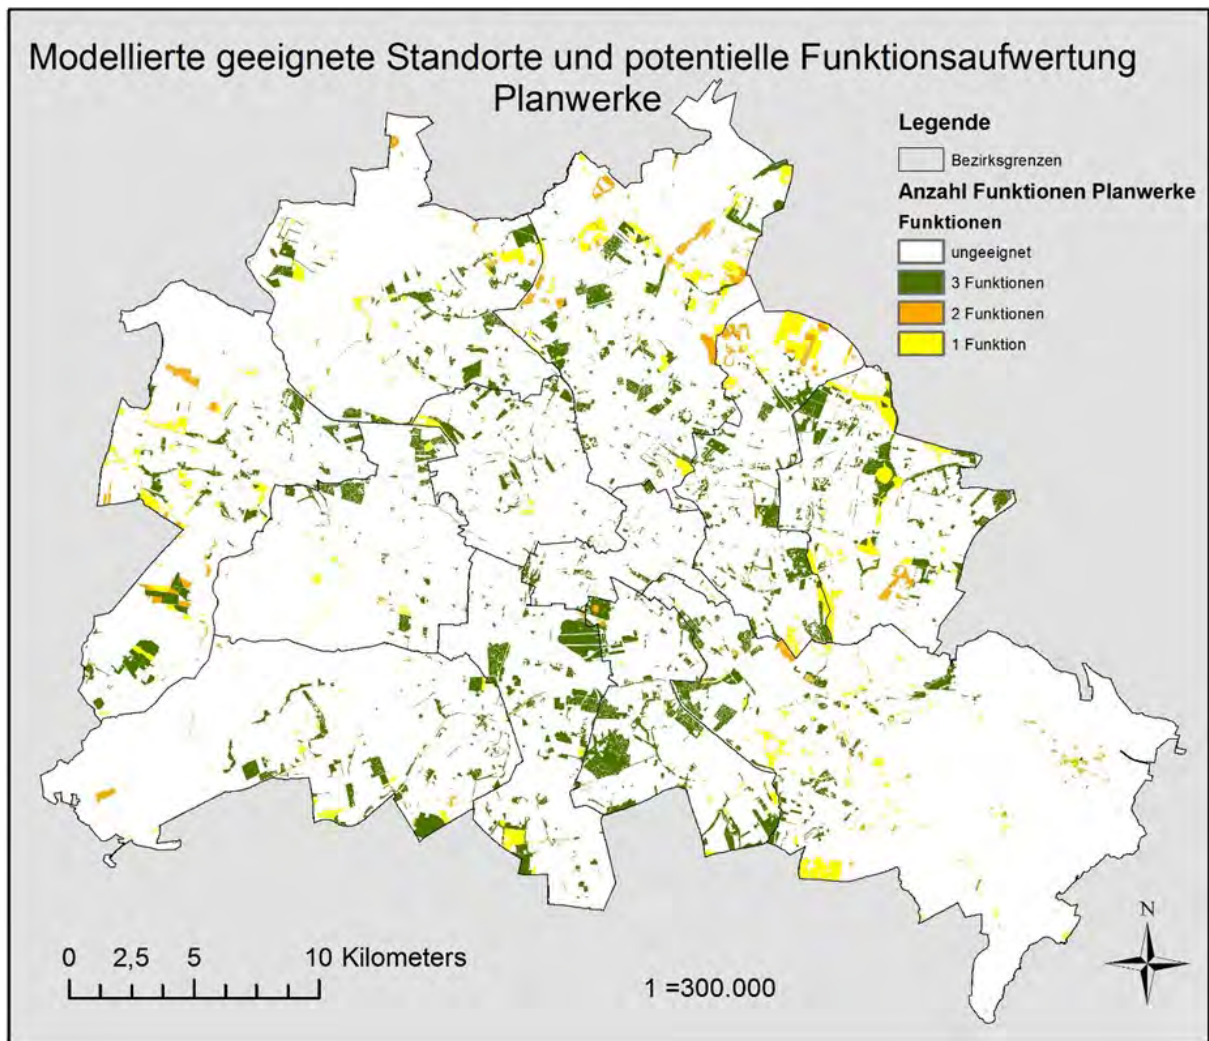 Modellierte geeignete Standorte und potentielle Funktionsaufwertung
Planwerke
Legende
Bezirksgrenzen
Anzahl Funktionen Planwerke
Funktionen
ungeeignet
3 Funktionen
2 Funktionen
1 Funktion
N
0 2,5 5 10 Kilometers
1 =300.000